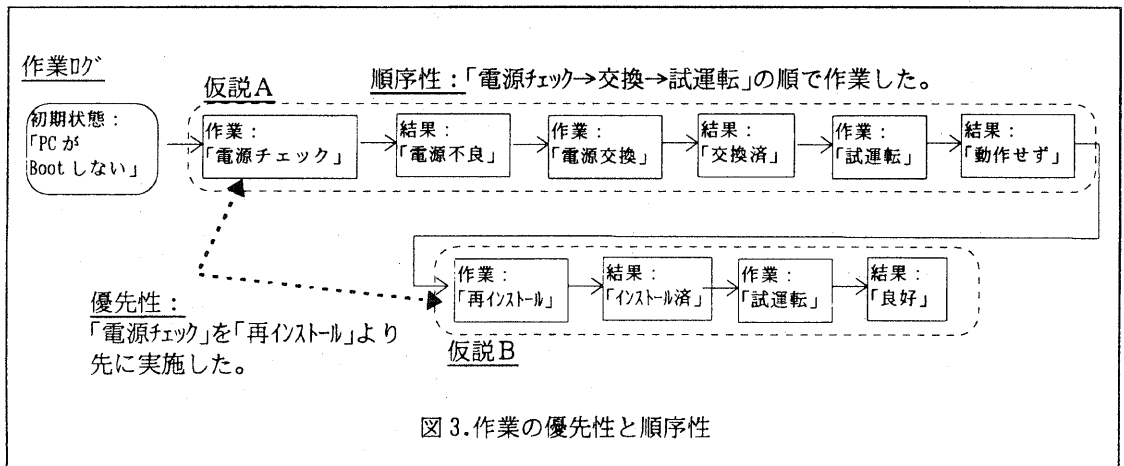 作業ログ
仮説A
順序性：「電源チェック→交換→試運転」の順で作業した。
初期状態：
「PCが
Bootしない」
作業：
「電源チェック」
結果：
「電源不良」
作業：
「電源交換」
結果：
「交換済」
作業：
「試運転」
結果：
「動作せず」
優先性：
「電源チェック」を「再インストール」より
先に実施した。
作業：
「再インストール」
結果：
「インストール済」
作業：
「試運転」
結果：
「良好」
仮説B
図3.作業の優先性と順序性